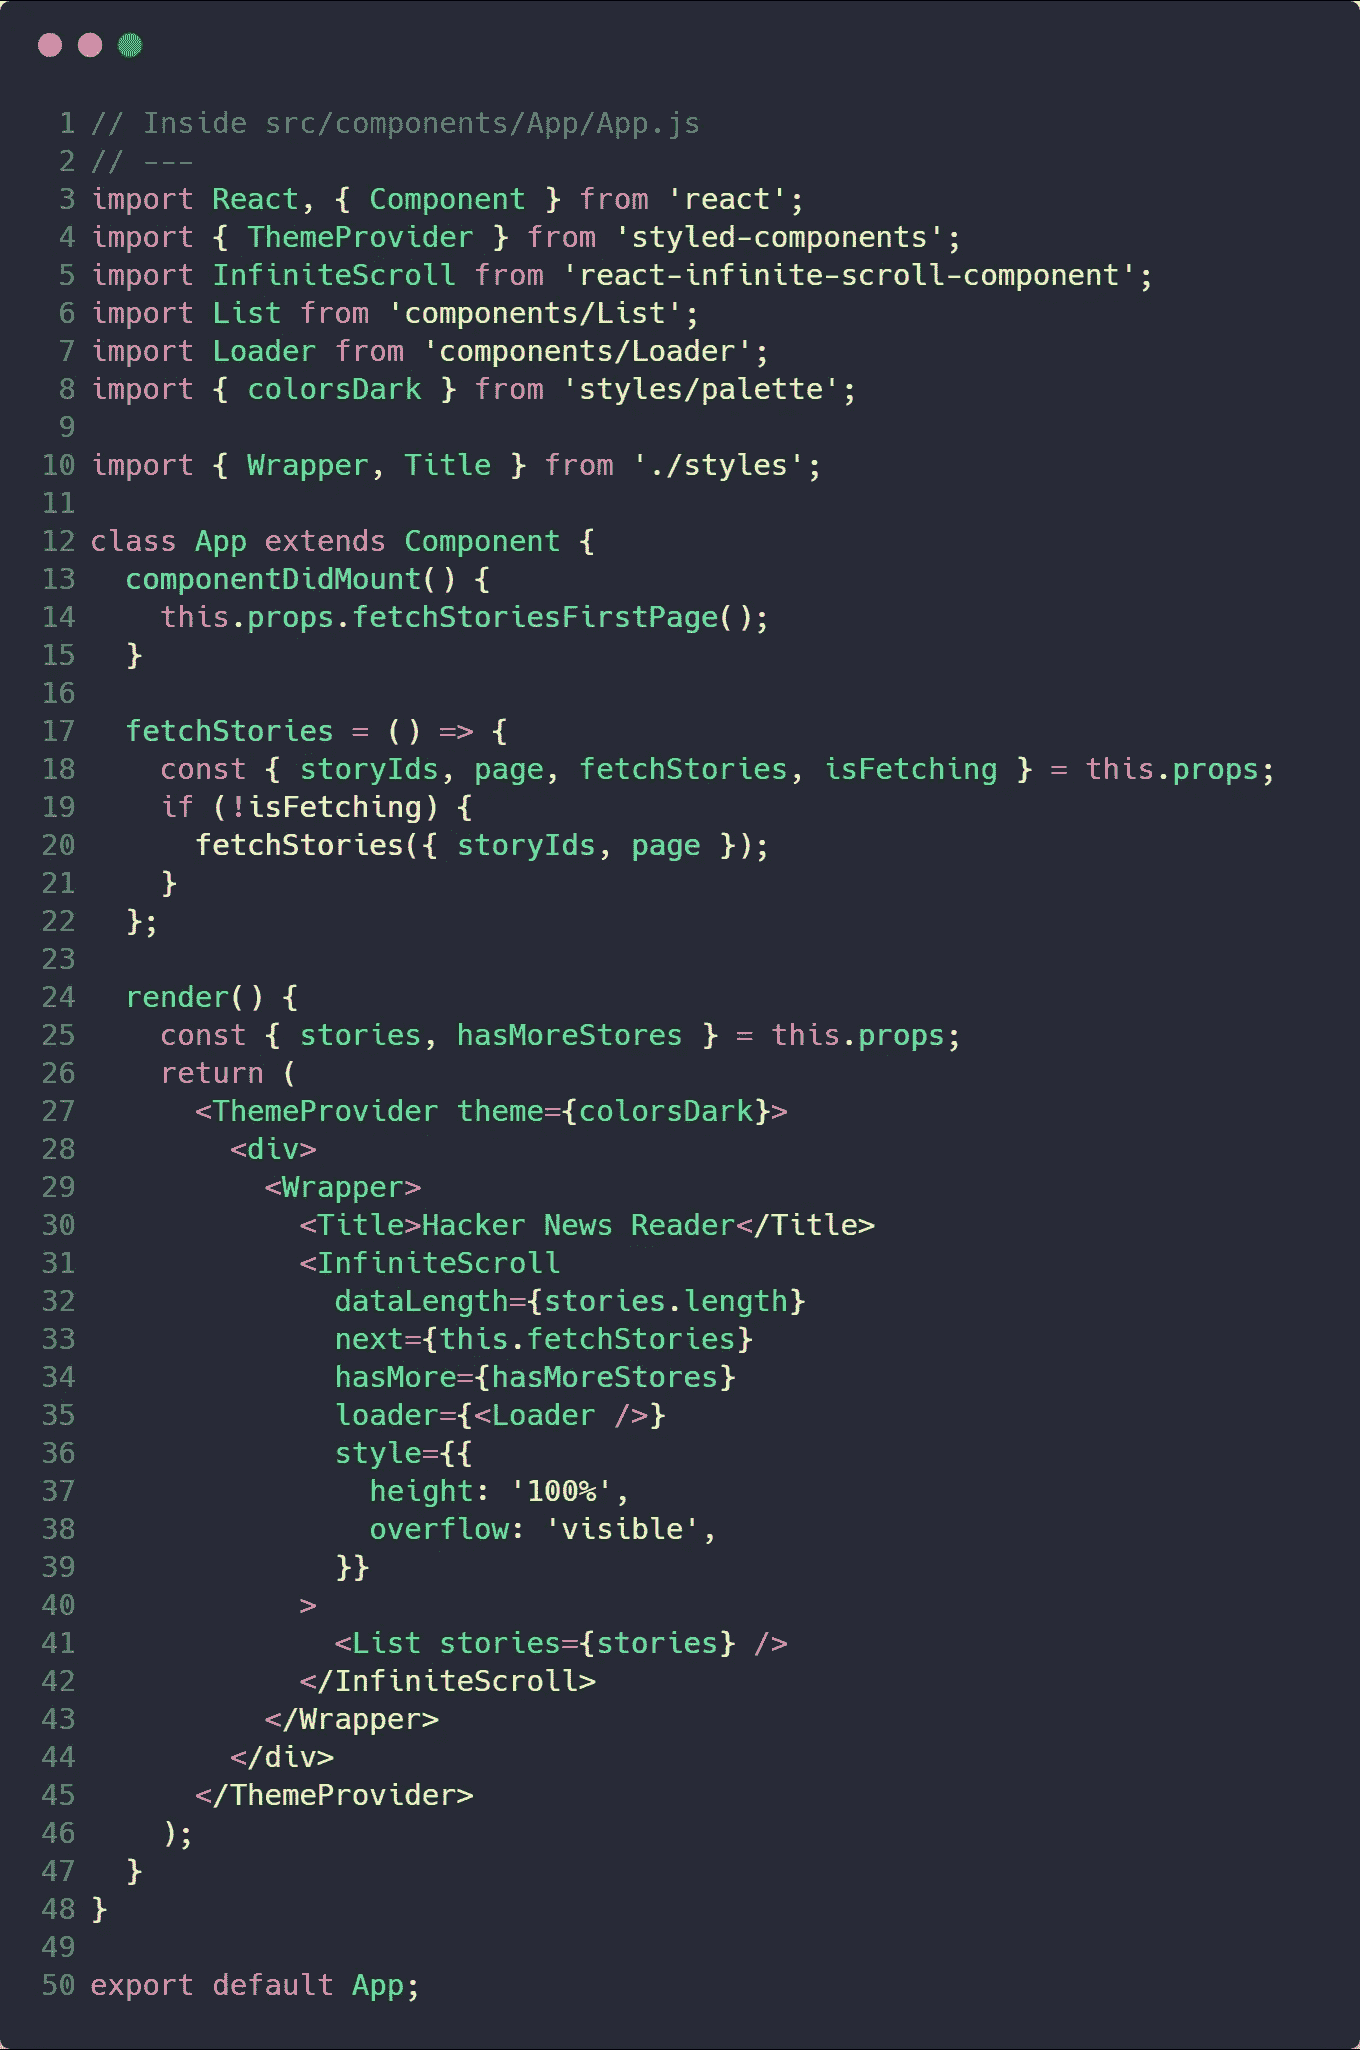 1 // Inside src/components/App/App.js
2 // ---
3 import React, { Component } from 'react';
4 import { ThemeProvider } from 'styled-components';
5 import InfiniteScroll from 'react-infinite-scroll-component';
6 import List from 'components/List';
7 import Loader from 'components/Loader';
8 import { colorsDark } from 'styles/palette';
9
10 import { Wrapper, Title } from './styles';
11
12 class App extends Component {
13   componentDidMount() {
14     this.props.fetchStoriesFirstPage();
15   }
16
17   fetchStories = () => {
18     const { storyIds, page, fetchStories, isFetching } = this.props;
19     if (!isFetching) {
20       fetchStories({ storyIds, page });
21     }
22   };
23
24   render() {
25     const { stories, hasMoreStores } = this.props;
26     return (
27       <ThemeProvider theme={colorsDark}>
28         <div>
29           <Wrapper>
30             <Title>Hacker News Reader</Title>
31             <InfiniteScroll
32               dataLength={stories.length}
33               next={this.fetchStories}
34               hasMore={hasMoreStores}
35               loader={<Loader />}
36               style={{
37                 height: '100%',
38                 overflow: 'visible',
39               }}
40             >
41               <List stories={stories} />
42             </InfiniteScroll>
43           </Wrapper>
44         </div>
45       </ThemeProvider>
46     );
47   }
48 }
49
50 export default App;